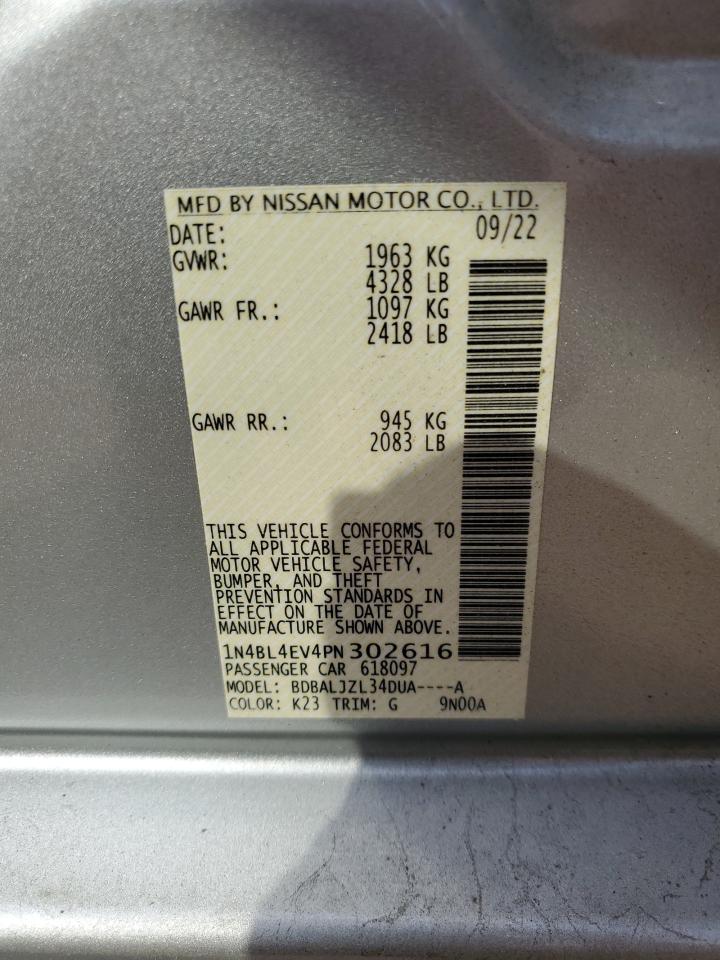 MFD BY NISSAN MOTOR CO., LTD.
DATE: 09/22
GVWR: 1963 KG
4328 LB
GAWR FR.: 1097 KG
2418 LB
GAWR RR.: 945 KG
2083 LB
THIS VEHICLE CONFORMS TO
ALL APPLICABLE FEDERAL
MOTOR VEHICLE SAFETY,
BUMPER, AND THEFT
PREVENTION STANDARDS IN
EFFECT ON THE DATE OF
MANUFACTURE SHOWN ABOVE.
1N4BL4EV4PN302616
PASSENGER CAR 618097
MODEL: BDBALJZL34DUA----A
COLOR: K23 TRIM: G 9N00A